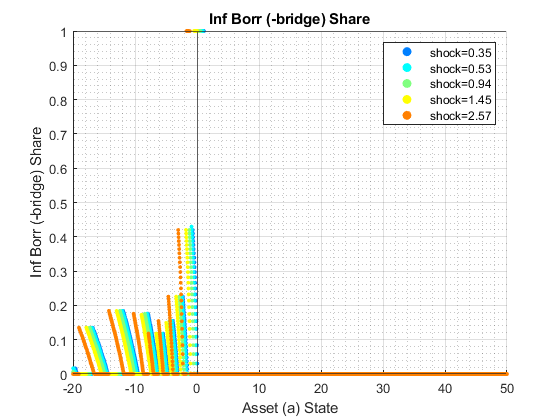 Inf Borr (-bridge) Share
1
0.9
0.8
0.7
0.6
0.5
0.4
0.3
0.2
0.1
0
Inf Borr (-bridge) Share
shock=0.35
shock=0.53
shock=0.94
shock=1.45
shock=2.57
-20 -10 0 10 20 30 40 50
Asset (a) State